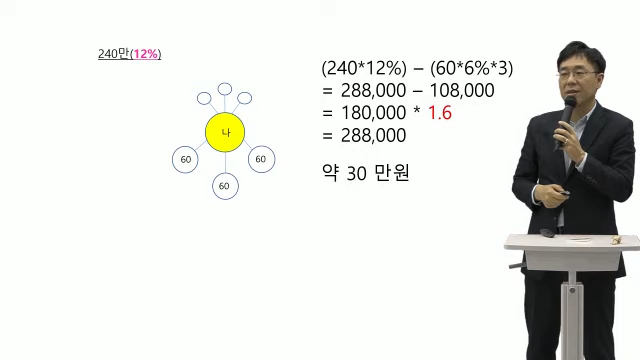 240만(12%)
(240*12%) – (60*6%*3)
= 288,000 – 108,000
= 180,000 * 1.6
= 288,000
약 30 만원
나
60
60
60